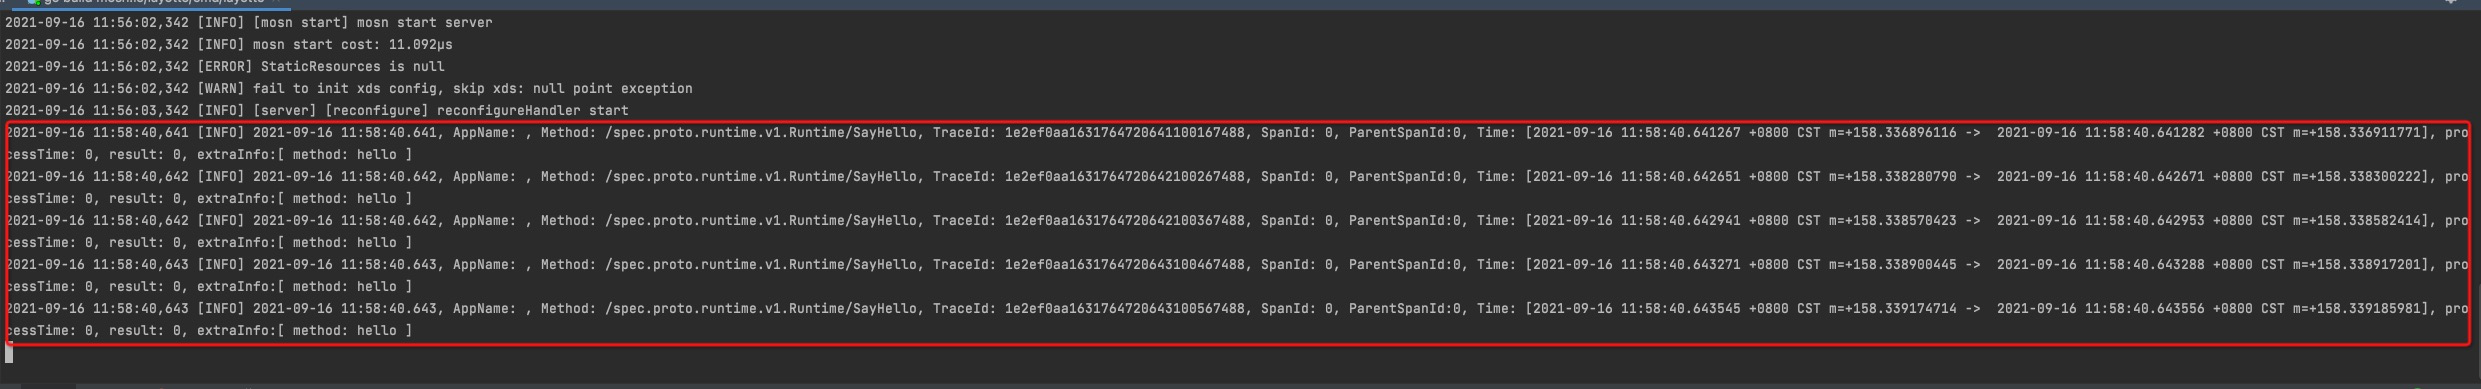 2021-09-16 11:56:02,342 [INFO] [mosn start] mosn start server
2021-09-16 11:56:02,342 [INFO] mosn start cost: 11.092µs
2021-09-16 11:56:02,342 [ERROR] StaticResources is null
2021-09-16 11:56:02,342 [WARN] fail to init xds config, skip xds: null point exception
2021-09-16 11:56:03,342 [INFO] [server] [reconfigure] reconfigureHandler start
2021-09-16 11:58:40,641 [INFO] 2021-09-16 11:58:40.641, AppName: , Method: /spec.proto.runtime.v1.Runtime/SayHello, TraceId: 1e2ef0aa1631764720641100167488, SpanId: 0, ParentSpanId:0, Time: [2021-09-16 11:58:40.641267 +0800 CST m=+158.336896116 ->  2021-09-16 11:58:40.641282 +0800 CST m=+158.336911771], pro
cessTime: 0, result: 0, extraInfo:[ method: hello ]
2021-09-16 11:58:40,642 [INFO] 2021-09-16 11:58:40.642, AppName: , Method: /spec.proto.runtime.v1.Runtime/SayHello, TraceId: 1e2ef0aa1631764720642100267488, SpanId: 0, ParentSpanId:0, Time: [2021-09-16 11:58:40.642651 +0800 CST m=+158.338280790 ->  2021-09-16 11:58:40.642671 +0800 CST m=+158.338300222], pro
cessTime: 0, result: 0, extraInfo:[ method: hello ]
2021-09-16 11:58:40,642 [INFO] 2021-09-16 11:58:40.642, AppName: , Method: /spec.proto.runtime.v1.Runtime/SayHello, TraceId: 1e2ef0aa1631764720642100367488, SpanId: 0, ParentSpanId:0, Time: [2021-09-16 11:58:40.642941 +0800 CST m=+158.338570423 ->  2021-09-16 11:58:40.642953 +0800 CST m=+158.338582414], pro
cessTime: 0, result: 0, extraInfo:[ method: hello ]
2021-09-16 11:58:40,643 [INFO] 2021-09-16 11:58:40.643, AppName: , Method: /spec.proto.runtime.v1.Runtime/SayHello, TraceId: 1e2ef0aa1631764720643100467488, SpanId: 0, ParentSpanId:0, Time: [2021-09-16 11:58:40.643271 +0800 CST m=+158.338900445 ->  2021-09-16 11:58:40.643288 +0800 CST m=+158.338917201], pro
cessTime: 0, result: 0, extraInfo:[ method: hello ]
2021-09-16 11:58:40,643 [INFO] 2021-09-16 11:58:40.643, AppName: , Method: /spec.proto.runtime.v1.Runtime/SayHello, TraceId: 1e2ef0aa1631764720643100567488, SpanId: 0, ParentSpanId:0, Time: [2021-09-16 11:58:40.643545 +0800 CST m=+158.339174714 ->  2021-09-16 11:58:40.643556 +0800 CST m=+158.339185981], pro
cessTime: 0, result: 0, extraInfo:[ method: hello ]